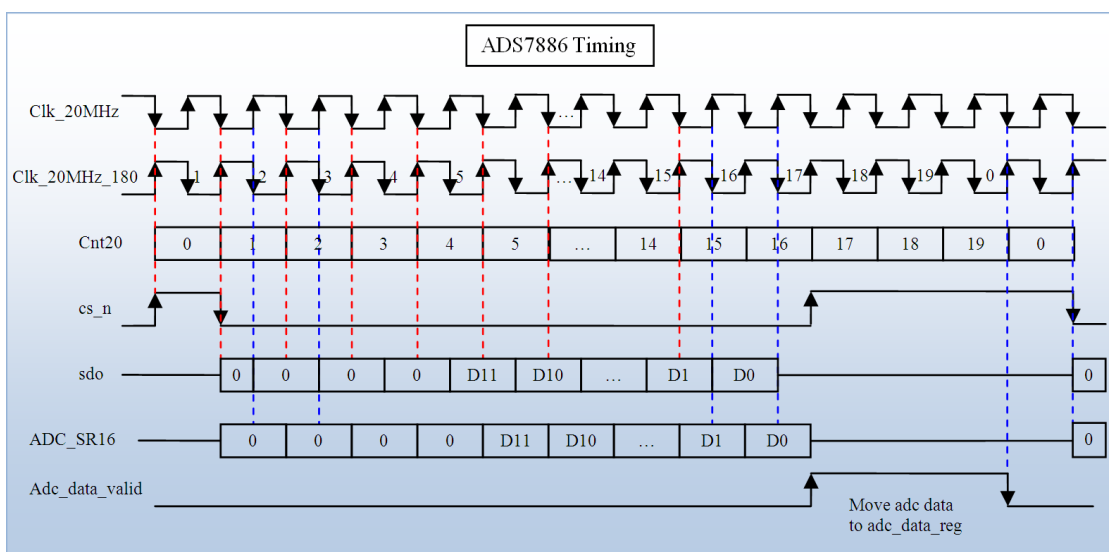 ADS7886 Timing
Clk_20MHz
...
Clk_20MHz_180
1 2 3 4 5 ... 14 15 16 17 18 19 0
Cnt20
0 1 2 3 4 5 ... 14 15 16 17 18 19 0
cs_n
sdo
0 0 0 0 D11 D10 ... D1 D0 0
ADC_SR16
0 0 0 0 D11 D10 ... D1 D0 0
Adc_data_valid
Move adc data
to adc_data_reg